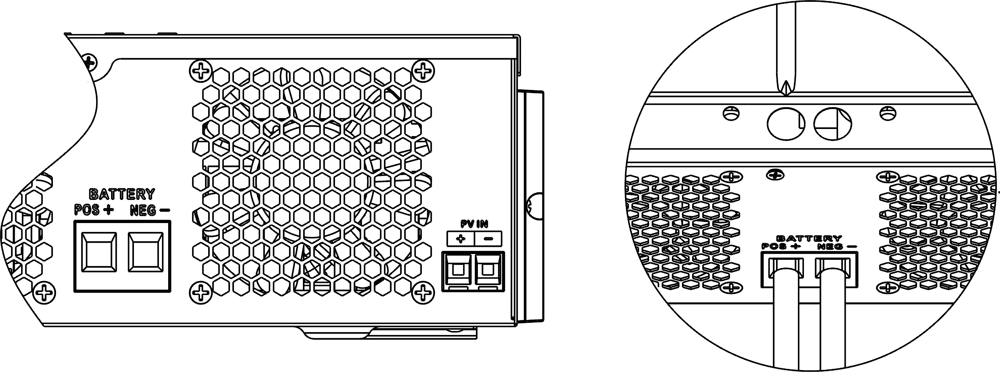 BATTERY
POS + NEG -
PV IN
+ -
BATTERY
POS + NEG -